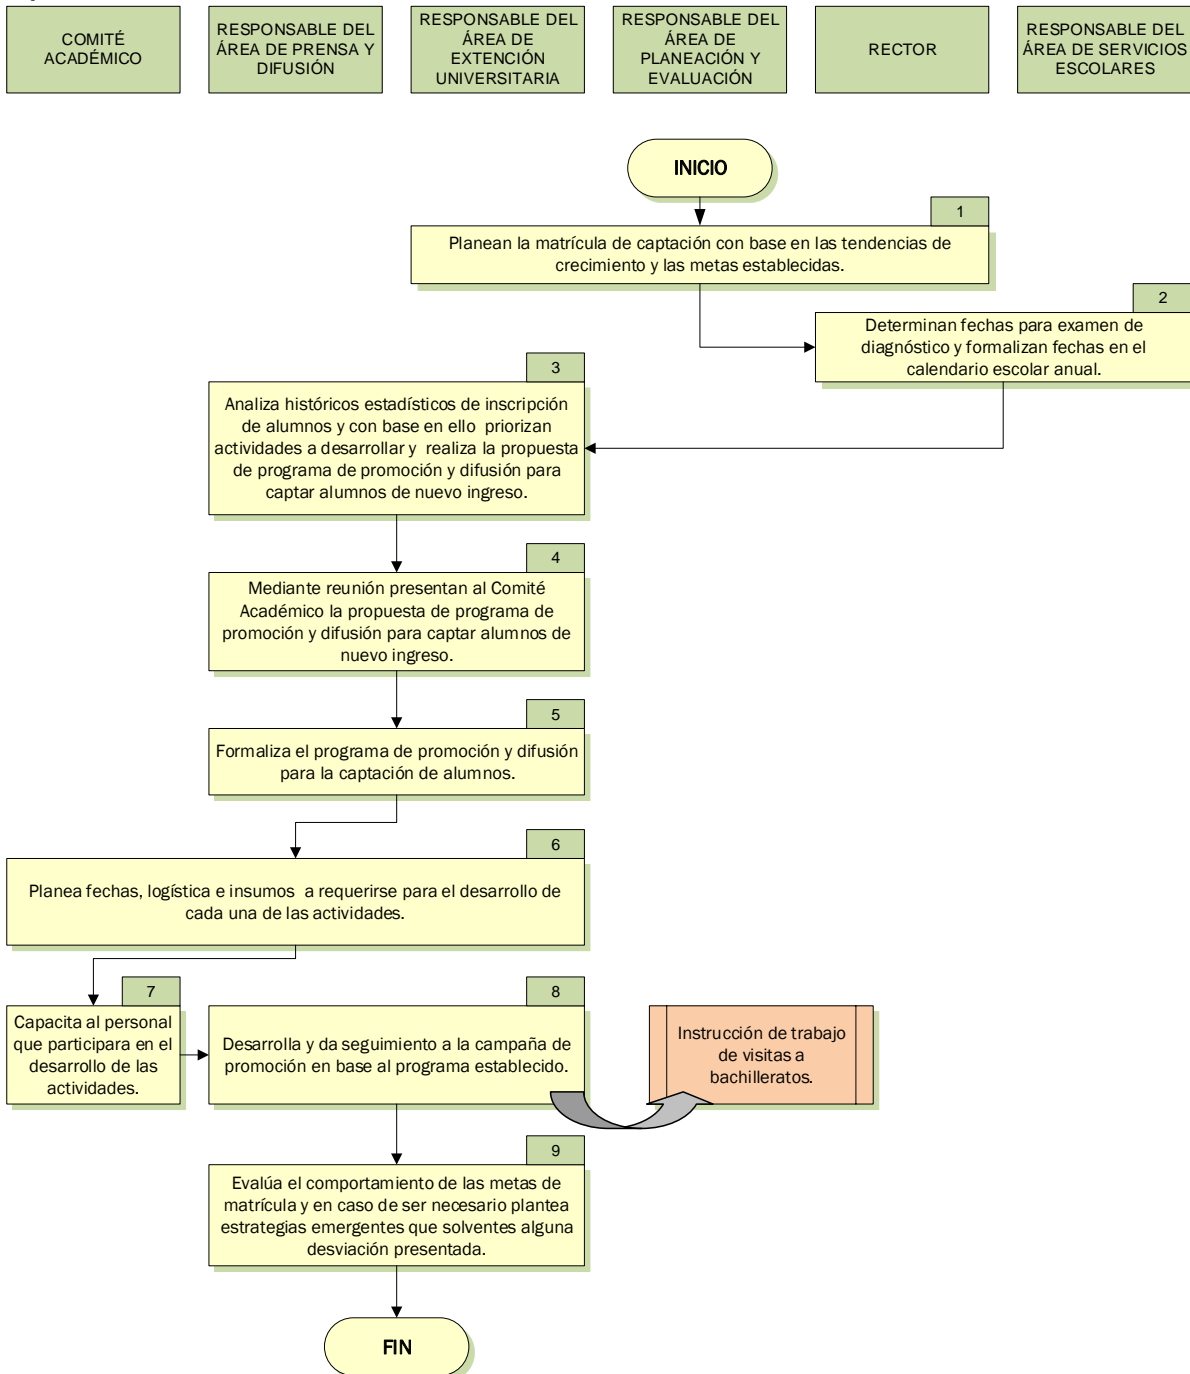 COMITÉ
ACADÉMICO
RESPONSABLE DEL
ÁREA DE PRENSA Y
DIFUSIÓN
RESPONSABLE DEL
ÁREA DE
EXTENCIÓN
UNIVERSITARIA
RESPONSABLE DEL
ÁREA DE
PLANEACIÓN Y
EVALUACIÓN
RECTOR
RESPONSABLE DEL
ÁREA DE SERVICIOS
ESCOLARES
INICIO
1
Planean la matrícula de captación con base en las tendencias de
crecimiento y las metas establecidas.
2
Determinan fechas para examen de
diagnóstico y formalizan fechas en el
calendario escolar anual.
3
Analiza históricos estadísticos de inscripción
de alumnos y con base en ello priorizan
actividades a desarrollar y realiza la propuesta
de programa de promoción y difusión para
captar alumnos de nuevo ingreso.
4
Mediante reunión presentan al Comité
Académico la propuesta de programa de
promoción y difusión para captar alumnos de
nuevo ingreso.
5
Formaliza el programa de promoción y difusión
para la captación de alumnos.
6
Planea fechas, logística e insumos a requerirse para el desarrollo de
cada una de las actividades.
7
Capacita al personal
que participara en el
desarrollo de las
actividades.
8
Desarrolla y da seguimiento a la campaña de
promoción en base al programa establecido.
Instrucción de trabajo
de visitas a
bachilleratos.
9
Evalúa el comportamiento de las metas de
matrícula y en caso de ser necesario plantea
estrategias emergentes que solventes alguna
desviación presentada.
FIN